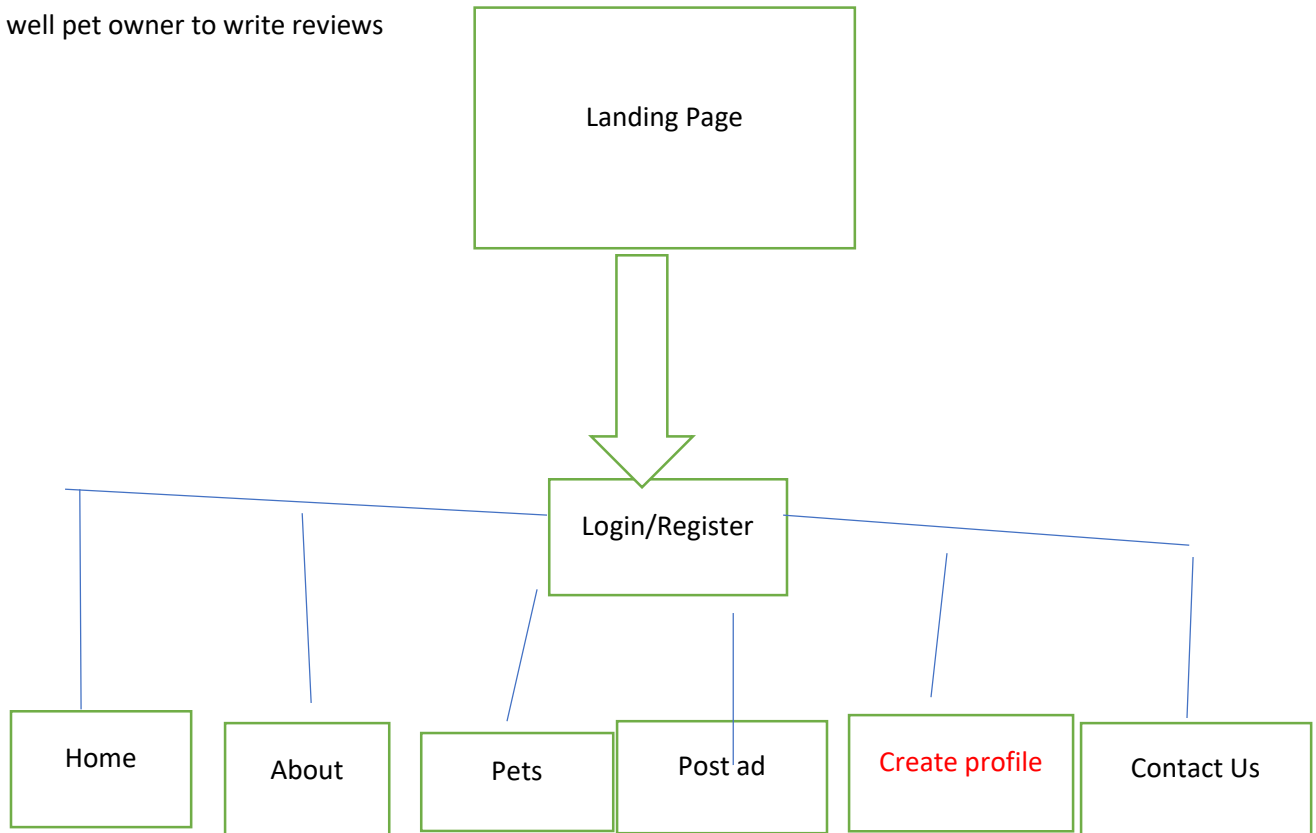 well pet owner to write reviews
Landing Page
Login/Register
Home
About
Pets
Post ad
Create profile
Contact Us